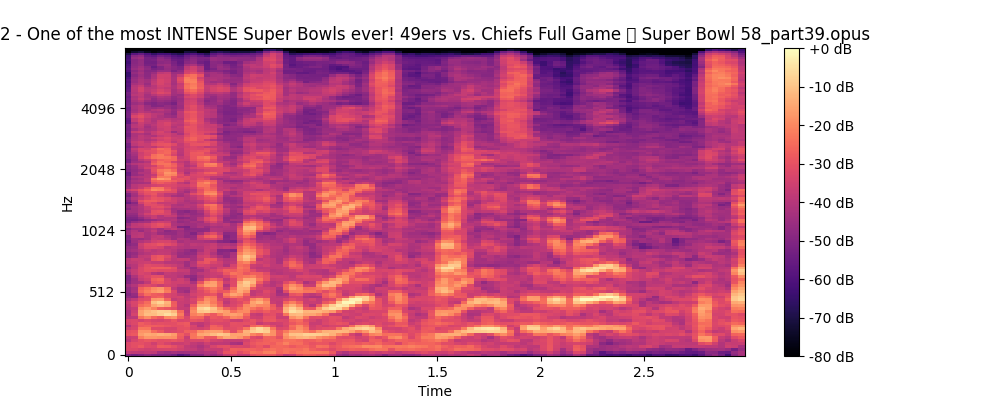 2 - One of the most INTENSE Super Bowls ever! 49ers vs. Chiefs Full Game Super Bowl 58_part39.opus
+0 dB
-10 dB
-20 dB
-30 dB
-40 dB
-50 dB
-60 dB
-70 dB
-80 dB
4096
2048
1024
512
0
Hz
0
0.5
1
1.5
2
2.5
Time